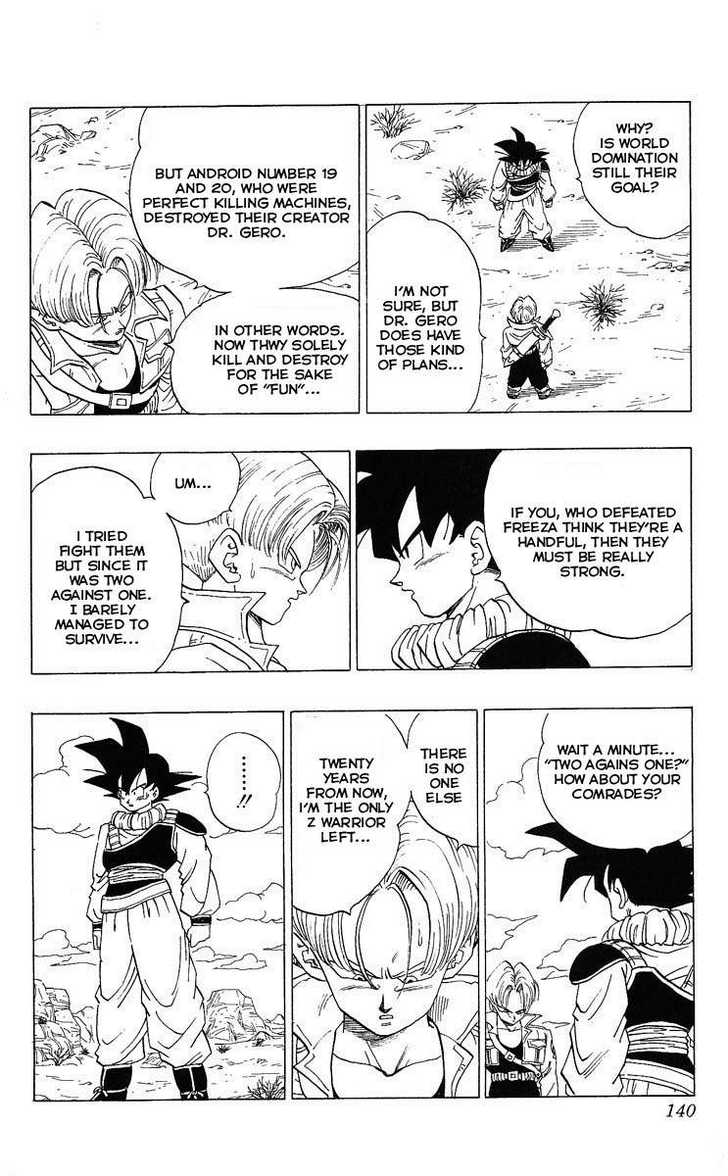 WHY?
IS WORLD
DOMINATION
STILL THEIR
GOAL?
I'M NOT
SURE, BUT
DR. GERO
DOES HAVE
THOSE KIND
OF PLANS...
BUT ANDROID NUMBER 19
AND 20, WHO WERE
PERFECT KILLING MACHINES,
DESTROYED THEIR CREATOR
DR. GERO.
IN OTHER WORDS.
NOW THWY SOLELY
KILL AND DESTROY
FOR THE SAKE
OF "FUN"...
IF YOU, WHO DEFEATED
FREEZA THINK THEY'RE A
HANDFUL, THEN THEY
MUST BE REALLY
STRONG.
UM...
I TRIED
FIGHT THEM
BUT SINCE IT
WAS TWO
AGAINST ONE.
I BARELY
MANAGED TO
SURVIVE...
WAIT A MINUTE...
"TWO AGAINS ONE?"
HOW ABOUT YOUR
COMRADES?
THERE
IS NO
ONE
ELSE
TWENTY
YEARS
FROM NOW,
I'M THE ONLY
Z WARRIOR
LEFT...
......!!
140